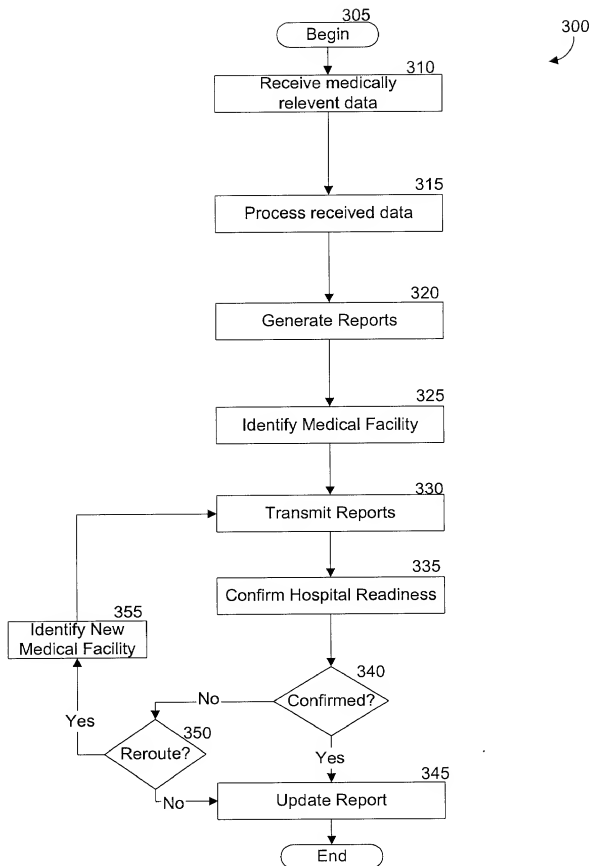 305
Begin
300
310
Receive medically
relevent data
315
Process received data
320
Generate Reports
325
Identify Medical Facility
330
Transmit Reports
335
Confirm Hospital Readiness
355
Identify New
Medical Facility
340
Confirmed?
No
Yes
350
Reroute?
Yes
No
345
Update Report
End